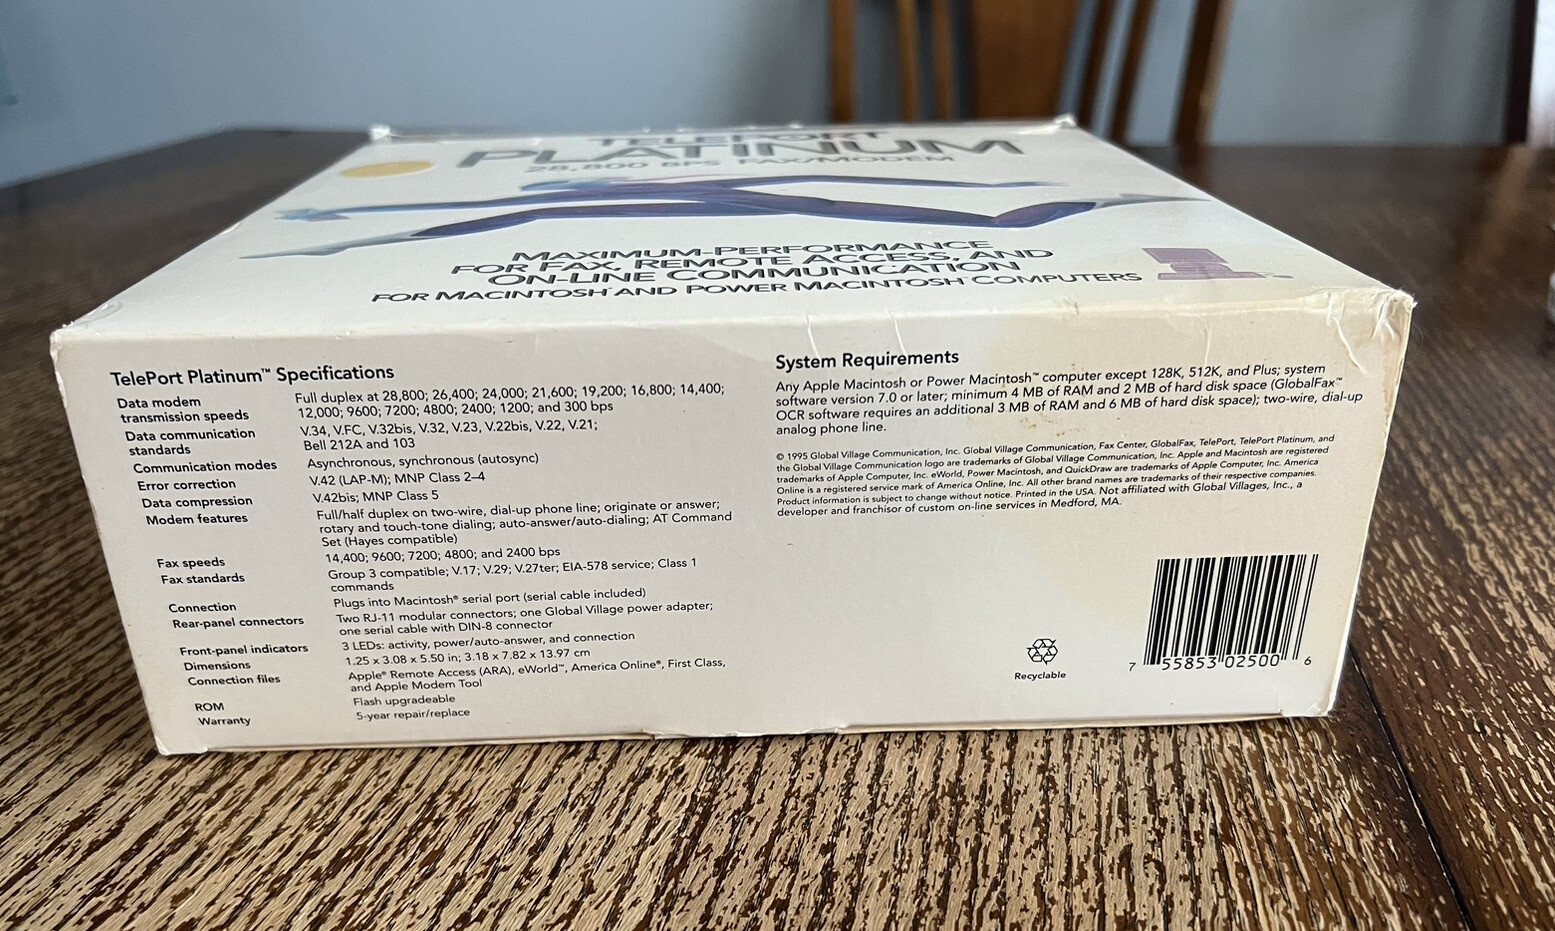 TELEPORT
PLATINUM
28,800 BPS FAX/MODEM
MAXIMUM-PERFORMANCE
FOR FAX, REMOTE ACCESS, AND
ON-LINE COMMUNICATION
FOR MACINTOSH AND POWER MACINTOSH COMPUTERS
TelePort Platinum™ Specifications
Data modem transmission speeds
Full duplex at 28,800; 26,400; 24,000; 21,600; 19,200; 16,800; 14,400;
12,000; 9600; 7200; 4800; 2400; 1200; and 300 bps
Data communication standards
V.34, V.FC, V.32bis, V.32, V.23, V.22bis, V.22, V.21;
Bell 212A and 103
Communication modes
Asynchronous, synchronous (autosync)
Error correction
V.42 (LAP-M); MNP Class 2–4
Data compression
V.42bis; MNP Class 5
Modem features
Full/half duplex on two-wire, dial-up phone line; originate or answer;
rotary and touch-tone dialing; auto-answer/auto-dialing; AT Command
Set (Hayes compatible)
Fax speeds
14,400; 9600; 7200; 4800; and 2400 bps
Fax standards
Group 3 compatible; V.17; V.29; V.27ter; EIA-578 service; Class 1
commands
Connection
Plugs into Macintosh® serial port (serial cable included)
Rear-panel connectors
Two RJ-11 modular connectors; one Global Village power adapter;
one serial cable with DIN-8 connector
Front-panel indicators
3 LEDs: activity, power/auto-answer, and connection
Dimensions
1.25 x 3.08 x 5.50 in; 3.18 x 7.82 x 13.97 cm
Connection files
Apple® Remote Access (ARA), eWorld™, America Online®, First Class,
and Apple Modem Tool
ROM
Flash upgradeable
Warranty
5-year repair/replace
System Requirements
Any Apple Macintosh or Power Macintosh™ computer except 128K, 512K, and Plus; system
software version 7.0 or later; minimum 4 MB of RAM and 2 MB of hard disk space (GlobalFax™
OCR software requires an additional 3 MB of RAM and 6 MB of hard disk space); two-wire, dial-up
analog phone line.
© 1995 Global Village Communication, Inc. Global Village Communication, Fax Center, GlobalFax, TelePort, TelePort Platinum, and
the Global Village Communication logo are trademarks of Global Village Communication, Inc. Apple and Macintosh are registered
trademarks of Apple Computer, Inc. eWorld, Power Macintosh, and QuickDraw are trademarks of Apple Computer, Inc. America
Online is a registered service mark of America Online, Inc. All other brand names are trademarks of their respective companies.
Product information is subject to change without notice. Printed in the USA. Not affiliated with Global Villages, Inc., a
developer and franchisor of custom on-line services in Medford, MA.
Recyclable
7 55853 02500 6